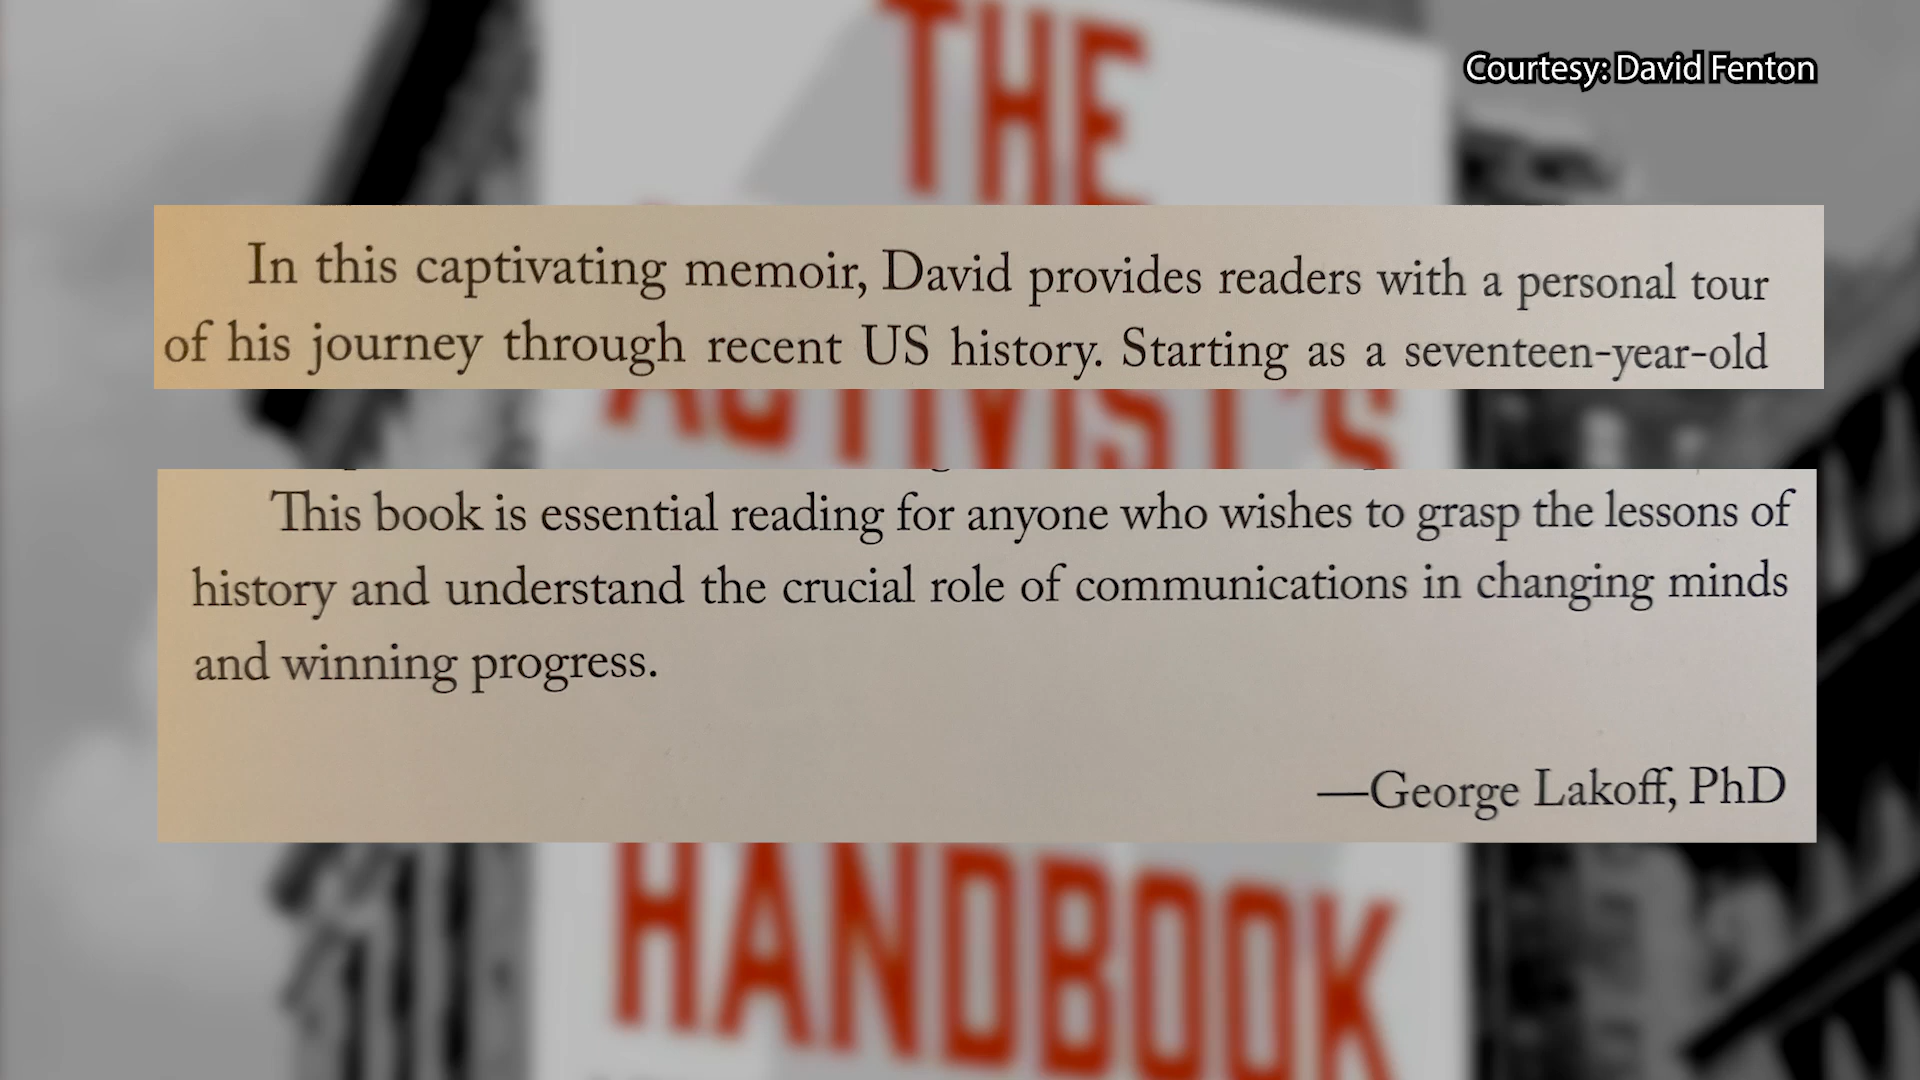 THE
Courtesy: David Fenton
In this captivating memoir, David provides readers with a personal tour
of his journey through recent US history. Starting as a seventeen-year-old
ACTIVIST'S
This book is essential reading for anyone who wishes to grasp the lessons of
history and understand the crucial role of communications in changing minds
and winning progress.
—George Lakoff, PhD
HANDBOOK